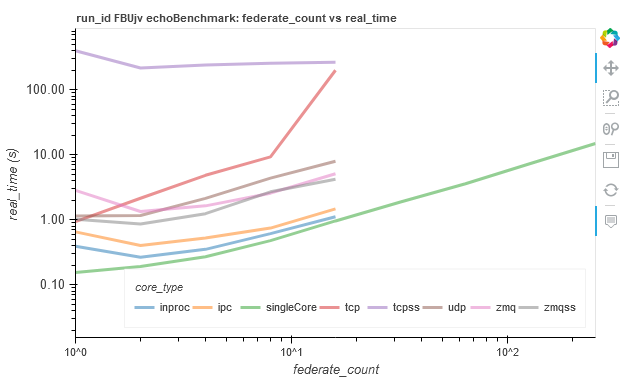 run_id FBUjv echoBenchmark: federate_count vs real_time
real_time (s)
100.00
10.00
1.00
0.10
core_type
inproc ipc singleCore tcp tcpss udp zmq zmqss
10^0 10^1 10^2
federate_count